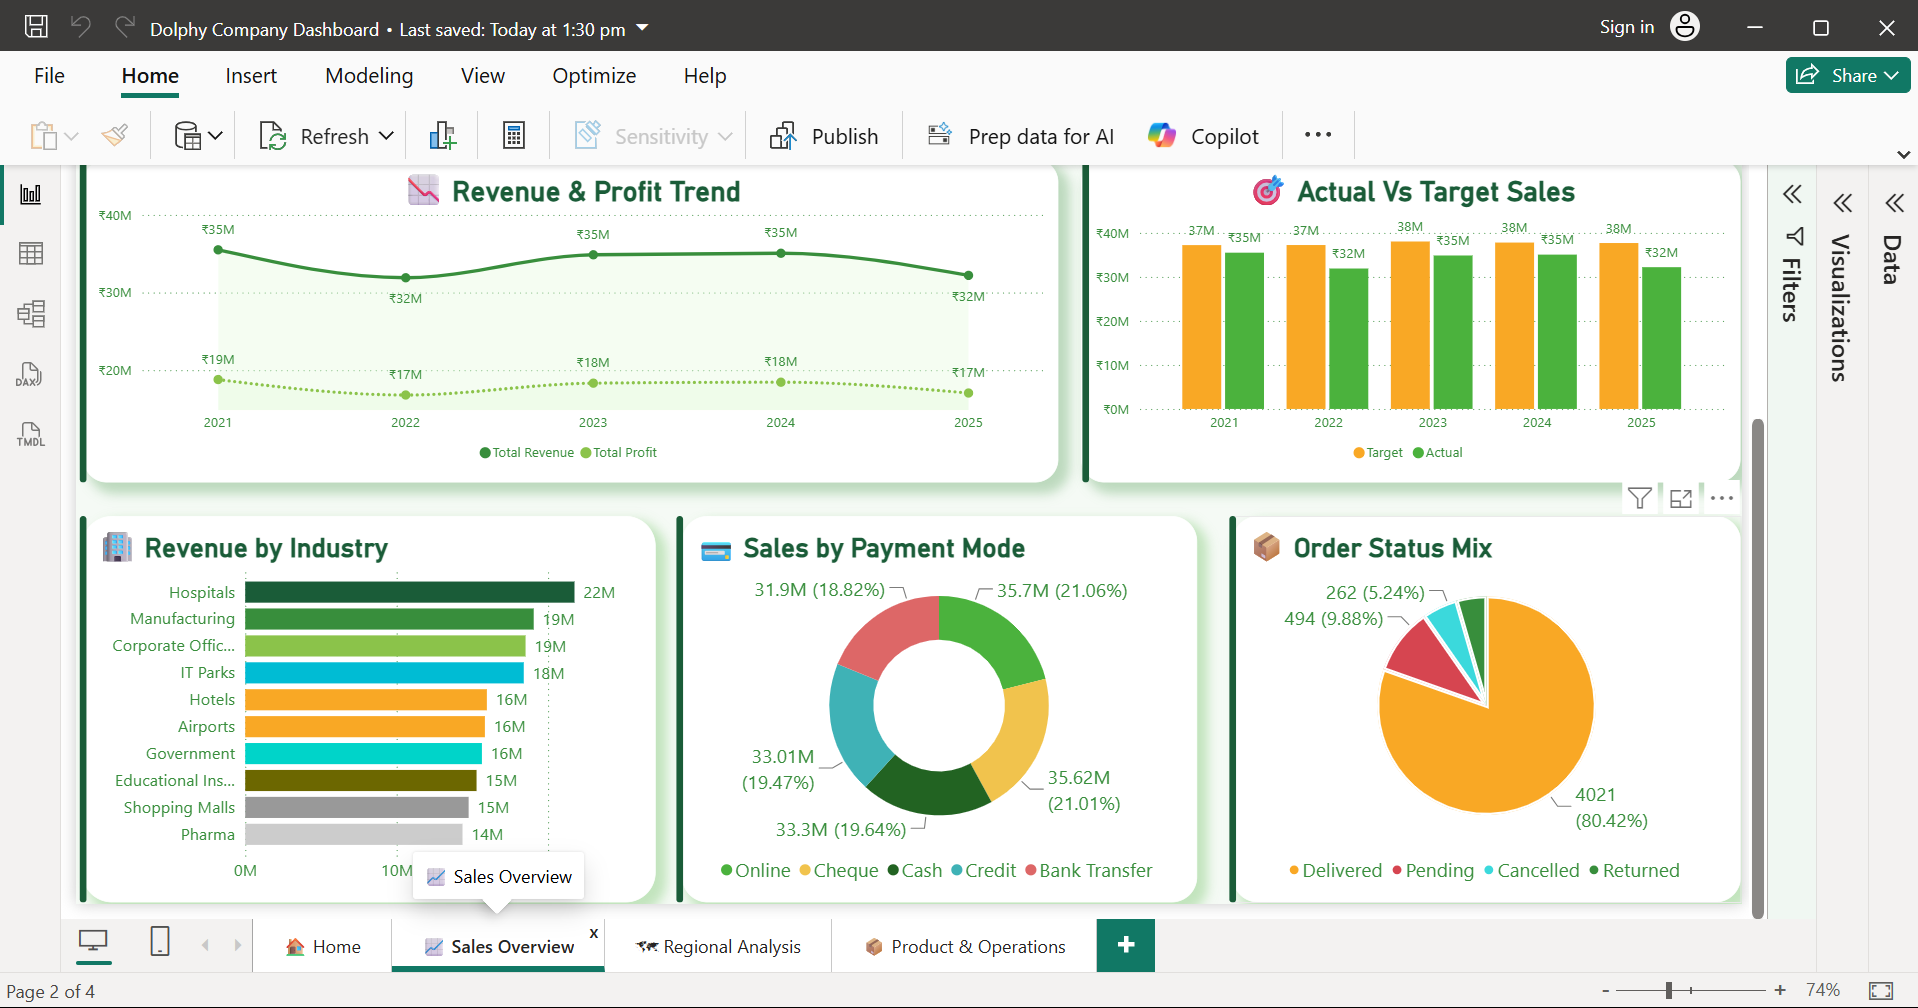 Dolphy Company Dashboard • Last saved: Today at 1:30 pm
Sign in
File Home Insert Modeling View Optimize Help
Share
Refresh
Sensitivity
Publish
Prep data for AI
Copilot
Revenue & Profit Trend
₹40M
₹30M
₹20M
₹35M
₹32M
₹35M
₹35M
₹32M
₹19M
₹17M
₹18M
₹18M
₹17M
2021 2022 2023 2024 2025
Total Revenue Total Profit
Actual Vs Target Sales
₹40M
₹30M
₹20M
₹10M
₹0M
37M ₹35M
37M ₹32M
38M ₹35M
38M ₹35M
38M ₹32M
2021 2022 2023 2024 2025
Target Actual
Filters
Visualizations
Data
DAX
TMDL
Revenue by Industry
Hospitals 22M
Manufacturing 19M
Corporate Offic... 19M
IT Parks 18M
Hotels 16M
Airports 16M
Government 16M
Educational Ins... 15M
Shopping Malls 15M
Pharma 14M
0M 10M
Sales Overview
Sales by Payment Mode
31.9M (18.82%)
35.7M (21.06%)
33.01M
(19.47%)
35.62M
(21.01%)
33.3M (19.64%)
Online Cheque Cash Credit Bank Transfer
Order Status Mix
262 (5.24%)
494 (9.88%)
4021
(80.42%)
Delivered Pending Cancelled Returned
Home
Sales Overview x
Regional Analysis
Product & Operations
+
Page 2 of 4
- + 74%